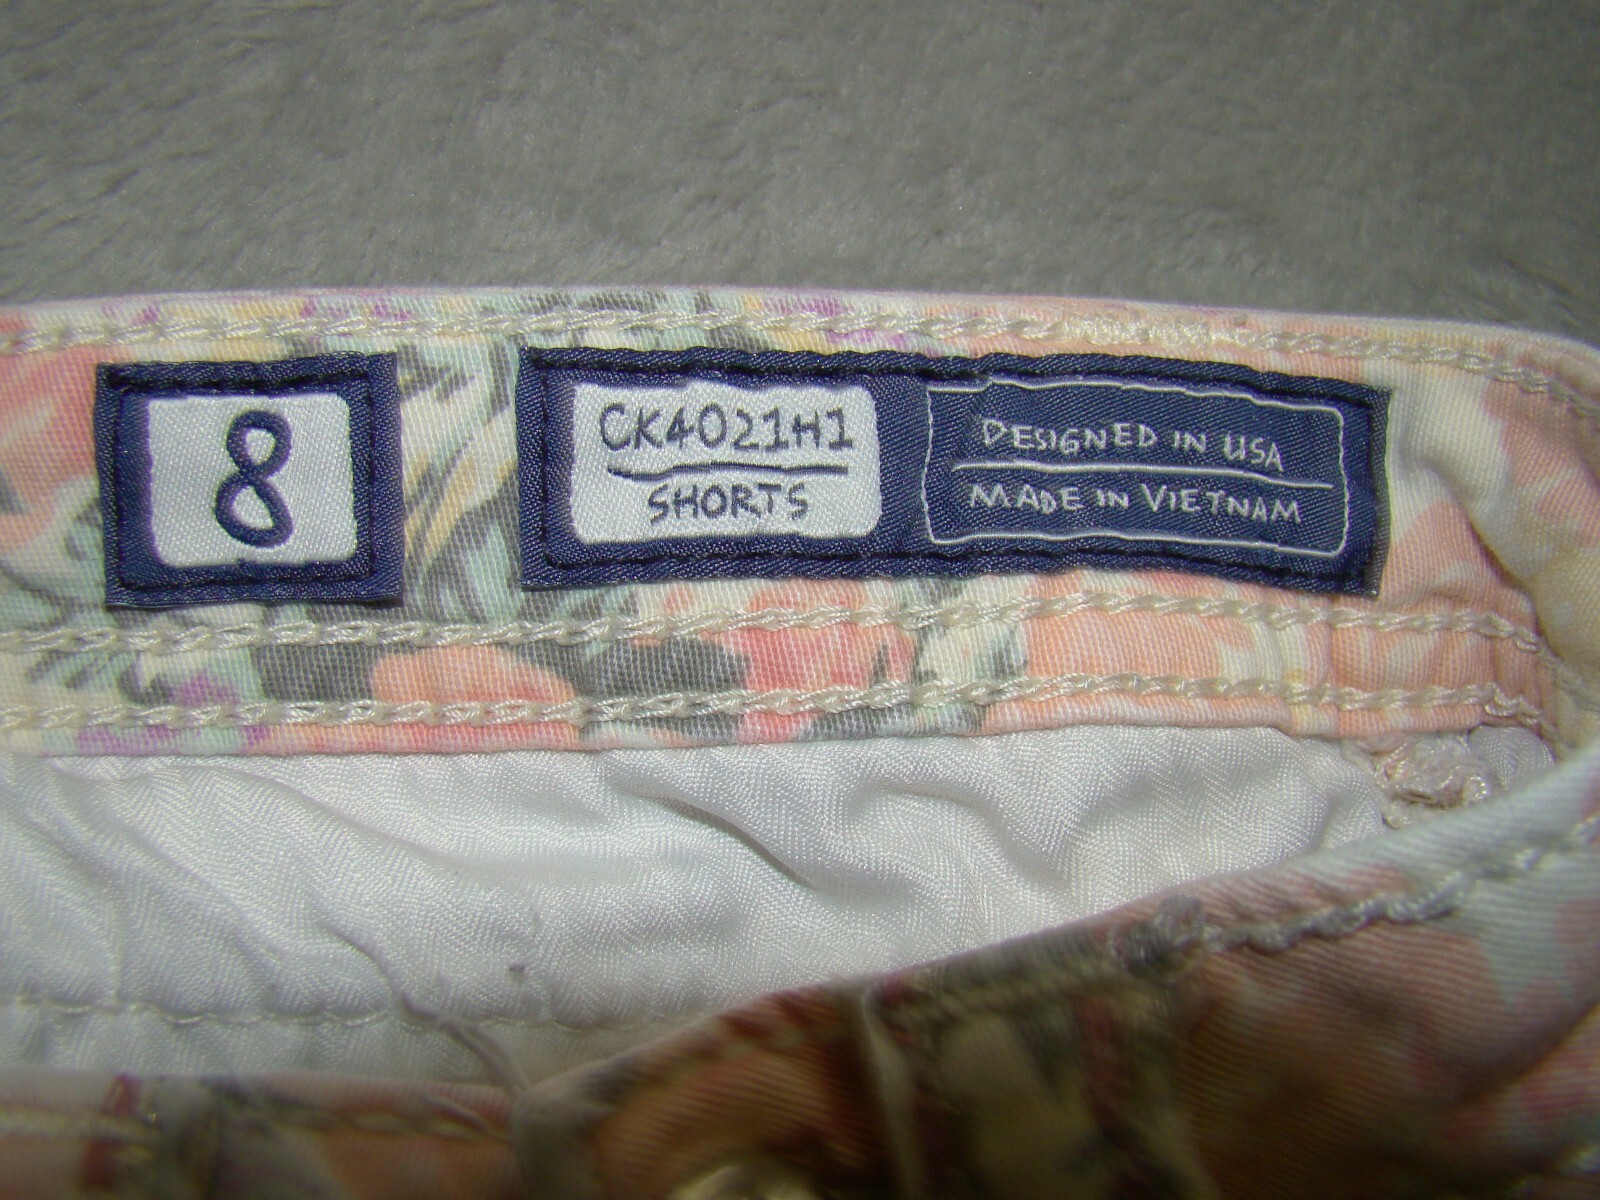 8
CK4021H1
SHORTS
DESIGNED IN USA
MADE IN VIETNAM